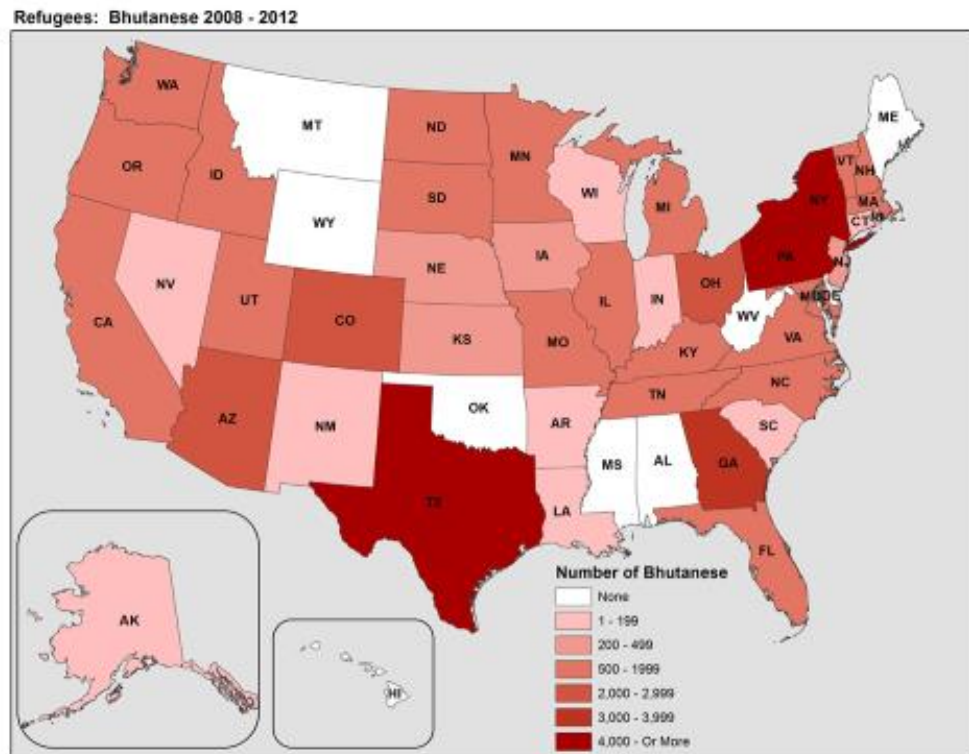 Refugees: Bhutanese 2008 - 2012
WA
MT
ND
MN
ME
VT
NH
OR
ID
SD
WI
MI
NY
MA
CT
WY
NE
IA
PA
NJ
NV
UT
CO
IL
IN
OH
DE
CA
KS
MO
KY
WV
VA
AZ
NM
OK
AR
TN
NC
SC
TX
LA
MS
AL
GA
FL
AK
HI
Number of Bhutanese
None
1 - 199
200 - 499
500 - 1999
2,000 - 2,999
3,000 - 3,999
4,000 - Or More